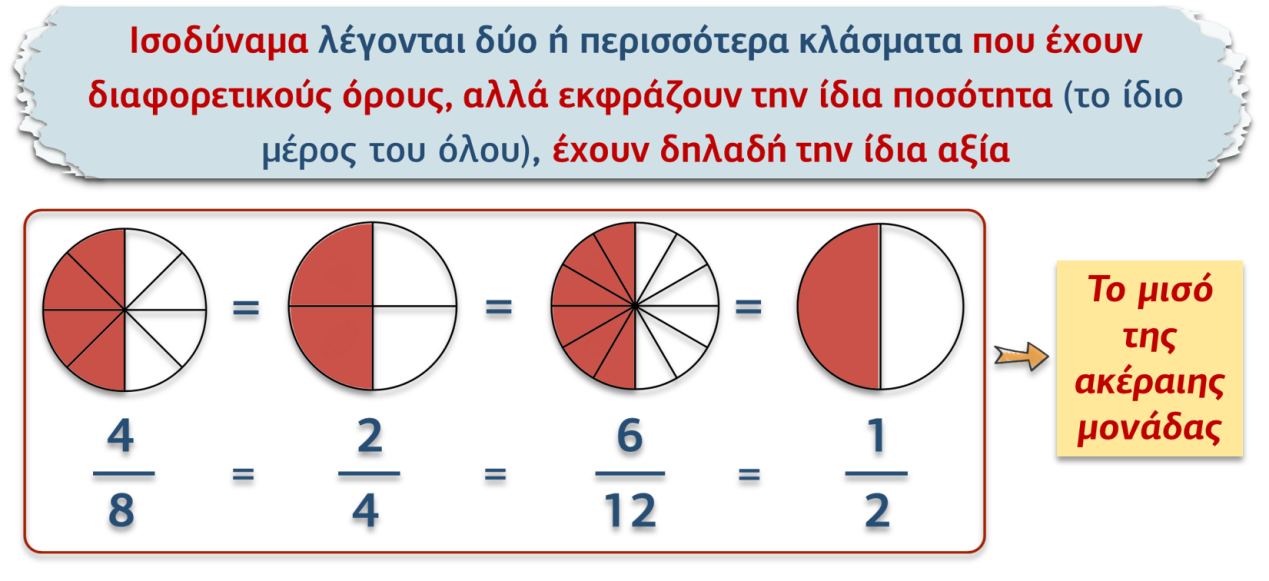 Ισοδύναμα λέγονται δύο ή περισσότερα κλάσματα που έχουν
διαφορετικούς όρους, αλλά εκφράζουν την ίδια ποσότητα (το ίδιο
μέρος του όλου), έχουν δηλαδή την ίδια αξία
= = =
4/8 = 2/4 = 6/12 = 1/2
Το μισό
της
ακέραιης
μονάδας